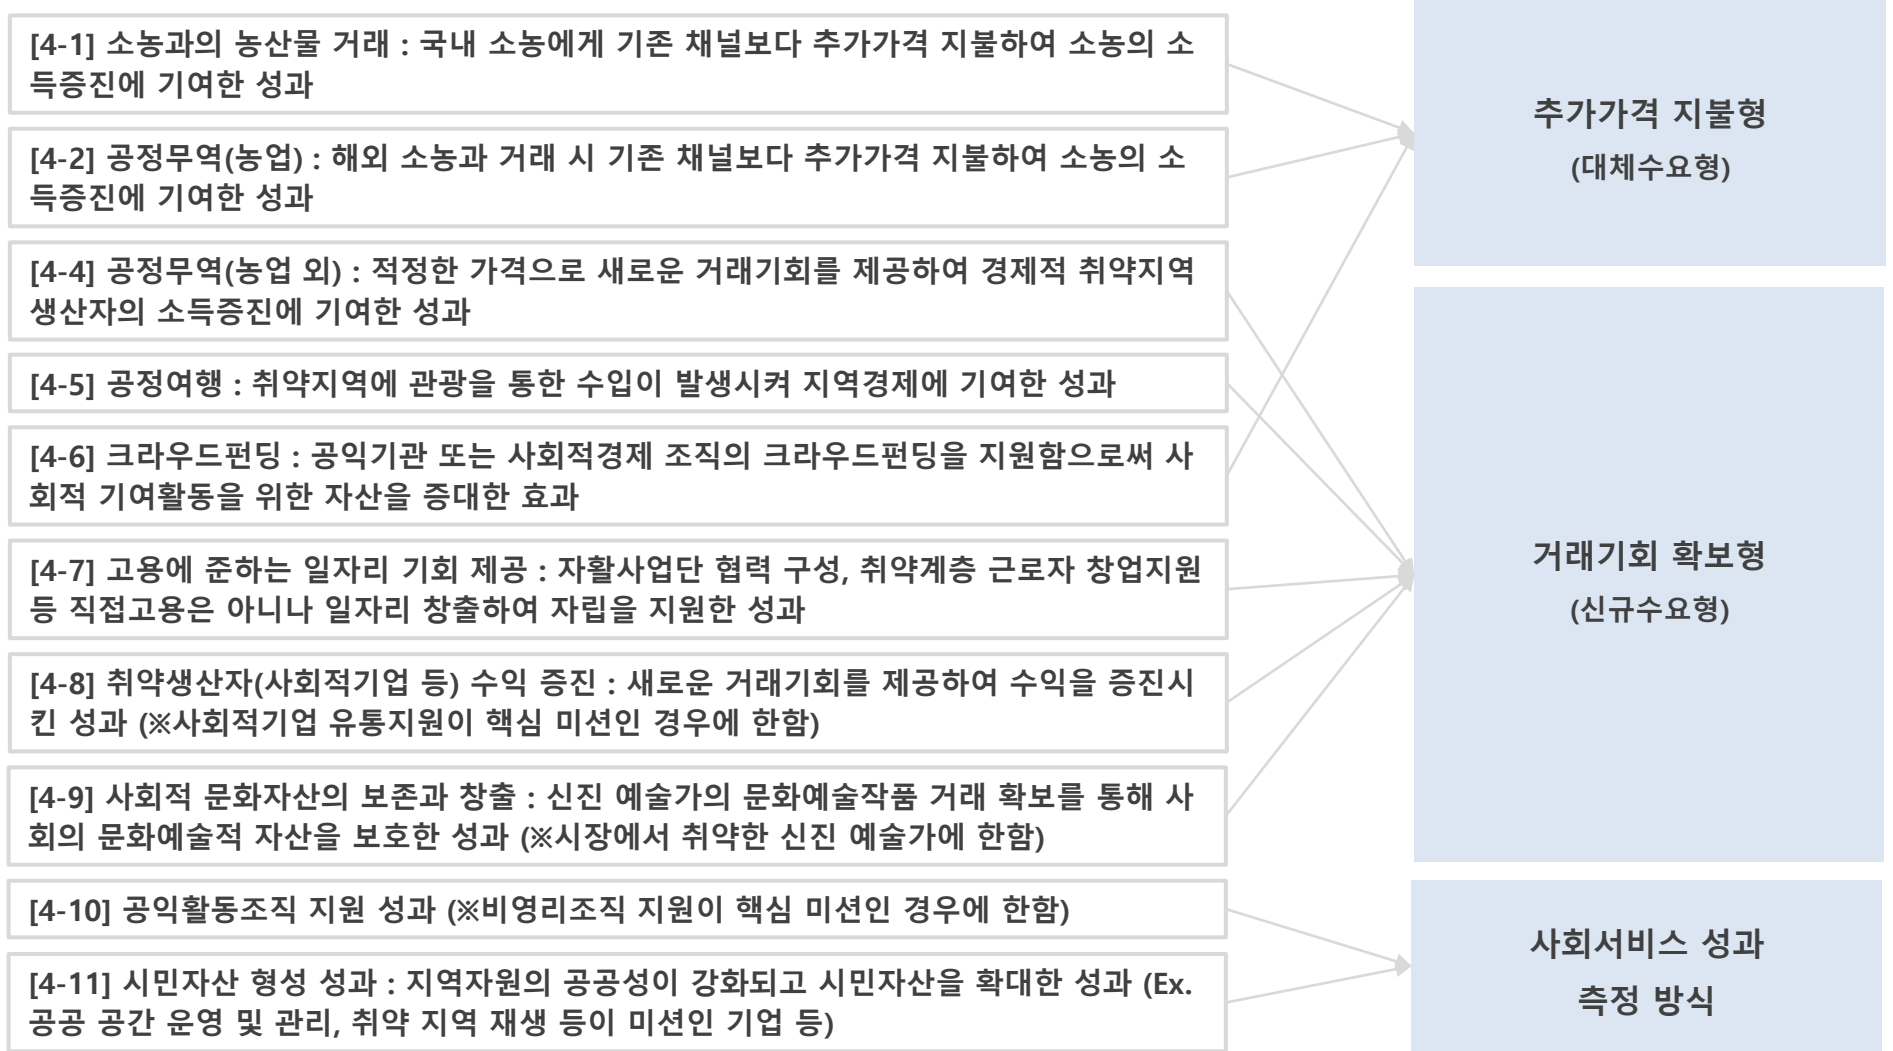 [4-1] 소농과의 농산물 거래 : 국내 소농에게 기존 채널보다 추가가격 지불하여 소농의 소
득증진에 기여한 성과
[4-2] 공정무역(농업) : 해외 소농과 거래 시 기존 채널보다 추가가격 지불하여 소농의 소
득증진에 기여한 성과
[4-4] 공정무역(농업 외) : 적정한 가격으로 새로운 거래기회를 제공하여 경제적 취약지역
생산자의 소득증진에 기여한 성과
[4-5] 공정여행 : 취약지역에 관광을 통한 수입이 발생시켜 지역경제에 기여한 성과
[4-6] 크라우드펀딩 : 공익기관 또는 사회적경제 조직의 크라우드펀딩을 지원함으로써 사
회적 기여활동을 위한 자산을 증대한 효과
[4-7] 고용에 준하는 일자리 기회 제공 : 자활사업단 협력 구성, 취약계층 근로자 창업지원
등 직접고용은 아니나 일자리 창출하여 자립을 지원한 성과
[4-8] 취약생산자(사회적기업 등) 수익 증진 : 새로운 거래기회를 제공하여 수익을 증진시
킨 성과 (※사회적기업 유통지원이 핵심 미션인 경우에 한함)
[4-9] 사회적 문화자산의 보존과 창출 : 신진 예술가의 문화예술작품 거래 확보를 통해 사
회의 문화예술적 자산을 보호한 성과 (※시장에서 취약한 신진 예술가에 한함)
[4-10] 공익활동조직 지원 성과 (※비영리조직 지원이 핵심 미션인 경우에 한함)
[4-11] 시민자산 형성 성과 : 지역자원의 공공성이 강화되고 시민자산을 확대한 성과 (Ex.
공공 공간 운영 및 관리, 취약 지역 재생 등이 미션인 기업 등)
추가가격 지불형
(대체수요형)
거래기회 확보형
(신규수요형)
사회서비스 성과
측정 방식